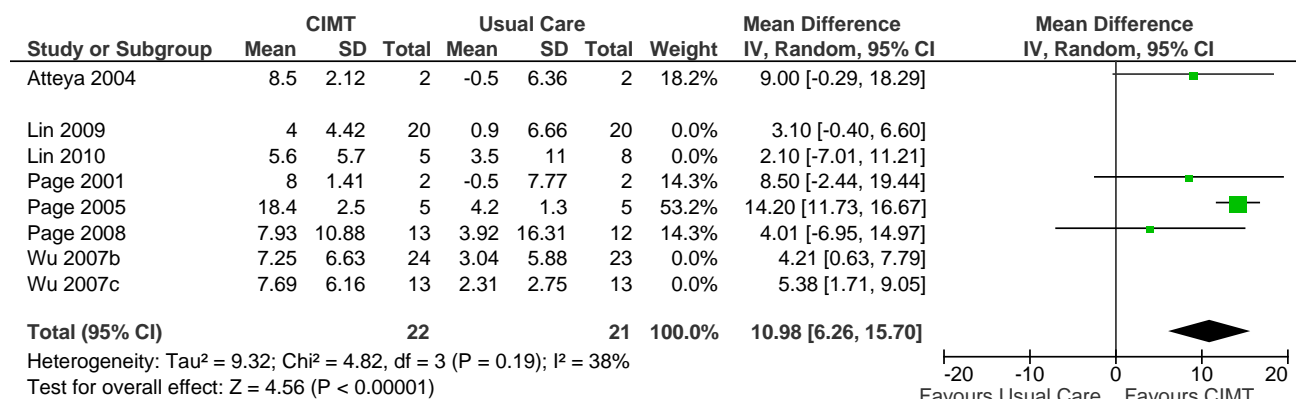 CIMT Usual Care Mean Difference Mean Difference
Study or Subgroup Mean SD Total Mean SD Total Weight IV, Random, 95% CI IV, Random, 95% CI
Atteya 2004 8.5 2.12 2 -0.5 6.36 2 18.2% 9.00 [-0.29, 18.29]
Lin 2009 4 4.42 20 0.9 6.66 20 0.0% 3.10 [-0.40, 6.60]
Lin 2010 5.6 5.7 5 3.5 11 8 0.0% 2.10 [-7.01, 11.21]
Page 2001 8 1.41 2 -0.5 7.77 2 14.3% 8.50 [-2.44, 19.44]
Page 2005 18.4 2.5 5 4.2 1.3 5 53.2% 14.20 [11.73, 16.67]
Page 2008 7.93 10.88 13 3.92 16.31 12 14.3% 4.01 [-6.95, 14.97]
Wu 2007b 7.25 6.63 24 3.04 5.88 23 0.0% 4.21 [0.63, 7.79]
Wu 2007c 7.69 6.16 13 2.31 2.75 13 0.0% 5.38 [1.71, 9.05]
Total (95% CI) 22 21 100.0% 10.98 [6.26, 15.70]
Heterogeneity: Tau² = 9.32; Chi² = 4.82, df = 3 (P = 0.19); I² = 38%
Test for overall effect: Z = 4.56 (P < 0.00001)
-20 -10 0 10 20
Favours Usual Care Favours CIMT